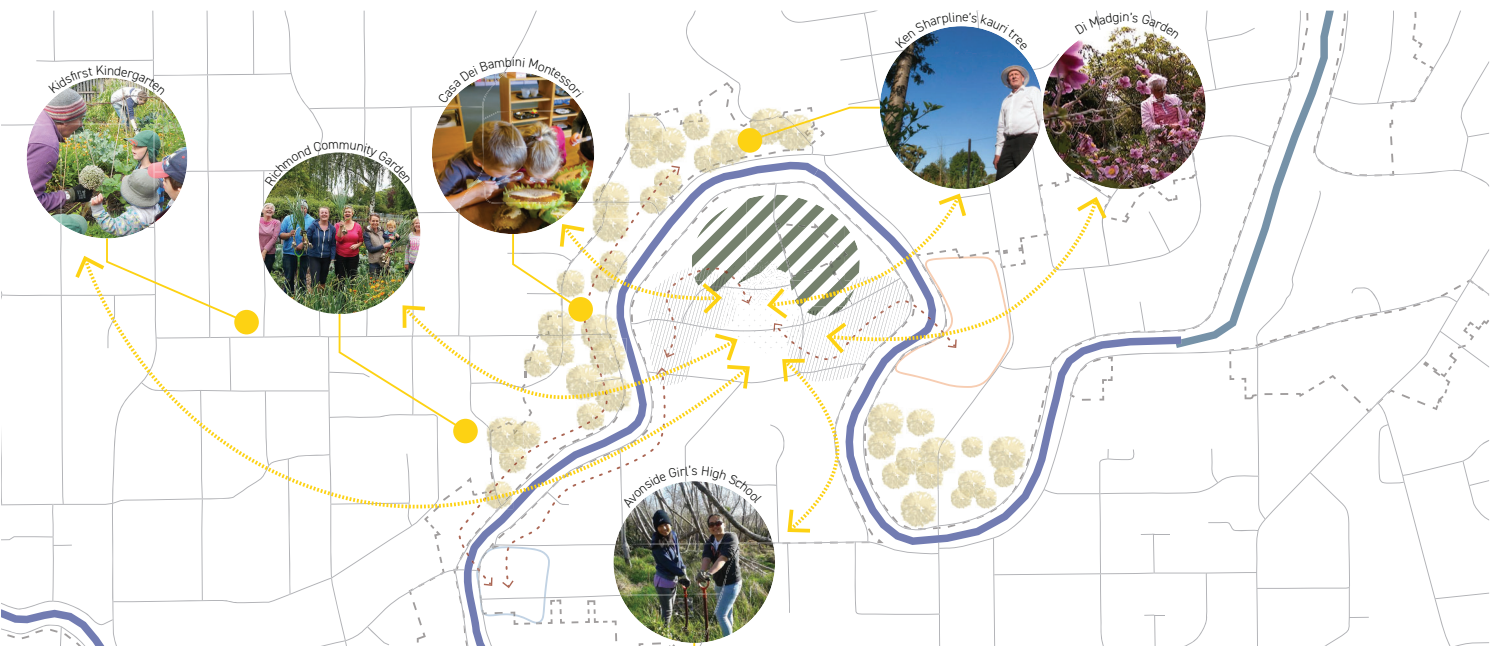 Kidsfirst Kindergarten
Richmond Community Garden
Casa Dei Bambini Montessori
Ken Sharpline's kauri tree
Di Madgin's Garden
Avonside Girl's High School